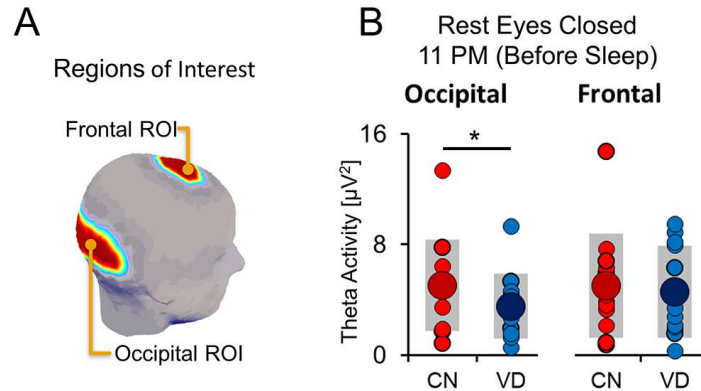 A
Regions of Interest
Frontal ROI
Occipital ROI
B
Rest Eyes Closed
11 PM (Before Sleep)
Occipital Frontal
Theta Activity [µV²]
16
8
0
*
CN VD CN VD